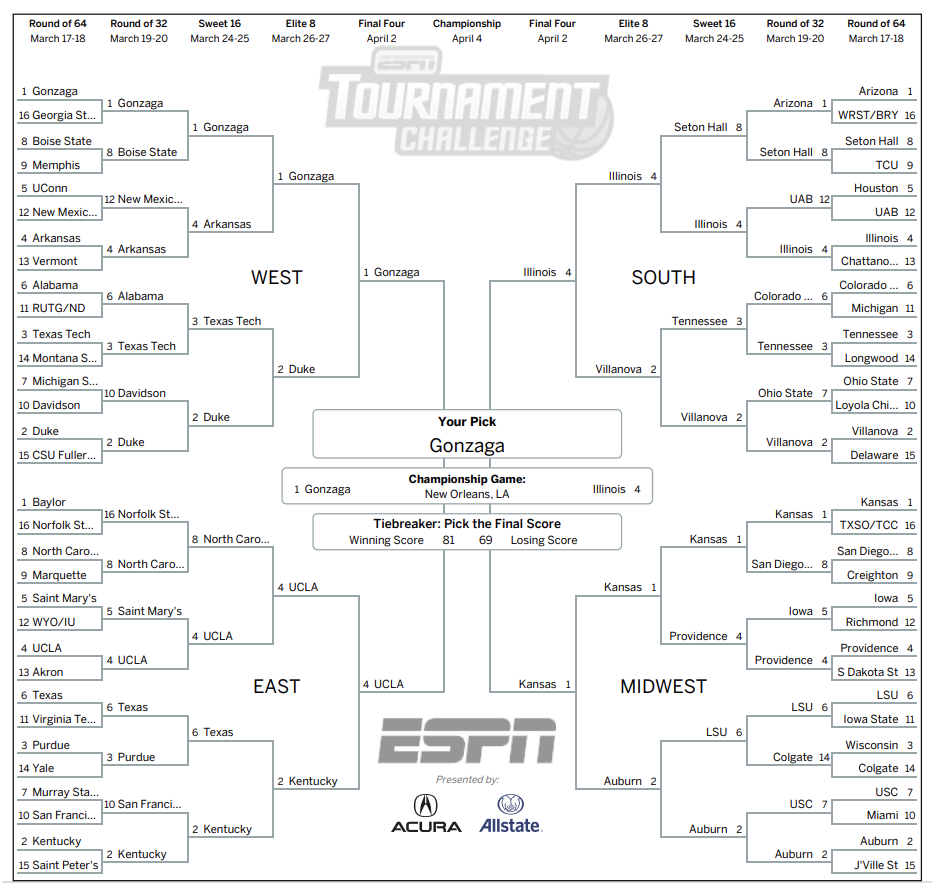 Round of 64 Round of 32 Sweet 16 Elite 8 Final Four Championship Final Four Elite 8 Sweet 16 Round of 32 Round of 64
March 17-18 March 19-20 March 24-25 March 26-27 April 2 April 4 April 2 March 26-27 March 24-25 March 19-20 March 17-18
ESPN
TOURNAMENT
CHALLENGE
WEST
1 Gonzaga
16 Georgia St...
8 Boise State
9 Memphis
5 UConn
12 New Mexic...
4 Arkansas
13 Vermont
6 Alabama
11 RUTG/ND
3 Texas Tech
14 Montana S...
7 Michigan S...
10 Davidson
2 Duke
15 CSU Fuller...
1 Gonzaga
8 Boise State
12 New Mexic...
4 Arkansas
6 Alabama
3 Texas Tech
10 Davidson
2 Duke
1 Gonzaga
4 Arkansas
3 Texas Tech
2 Duke
1 Gonzaga
2 Duke
1 Gonzaga
EAST
1 Baylor
16 Norfolk St...
8 North Caro...
9 Marquette
5 Saint Mary's
12 WYO/IU
4 UCLA
13 Akron
6 Texas
11 Virginia Te...
3 Purdue
14 Yale
7 Murray Sta...
10 San Franci...
2 Kentucky
15 Saint Peter's
16 Norfolk St...
8 North Caro...
5 Saint Mary's
4 UCLA
6 Texas
3 Purdue
10 San Franci...
2 Kentucky
8 North Caro...
4 UCLA
6 Texas
2 Kentucky
4 UCLA
2 Kentucky
4 UCLA
Your Pick
Gonzaga
Championship Game:
1 Gonzaga New Orleans, LA Illinois 4
Tiebreaker: Pick the Final Score
Winning Score 81 69 Losing Score
SOUTH
Illinois 4
Illinois 4
Villanova 2
Seton Hall 8
Illinois 4
Tennessee 3
Villanova 2
Arizona 1
Seton Hall 8
UAB 12
Illinois 4
Colorado ... 6
Tennessee 3
Ohio State 7
Villanova 2
Arizona 1
WRST/BRY 16
Seton Hall 8
TCU 9
Houston 5
UAB 12
Illinois 4
Chattano... 13
Colorado ... 6
Michigan 11
Tennessee 3
Longwood 14
Ohio State 7
Loyola Chi... 10
Villanova 2
Delaware 15
MIDWEST
Kansas 1
Kansas 1
Auburn 2
Kansas 1
Providence 4
LSU 6
Auburn 2
Kansas 1
San Diego... 8
Iowa 5
Providence 4
LSU 6
Colgate 14
USC 7
Auburn 2
Kansas 1
TXSO/TCC 16
San Diego... 8
Creighton 9
Iowa 5
Richmond 12
Providence 4
S Dakota St 13
LSU 6
Iowa State 11
Wisconsin 3
Colgate 14
USC 7
Miami 10
Auburn 2
J'Ville St 15
ESPN
Presented by:
ACURA Allstate.